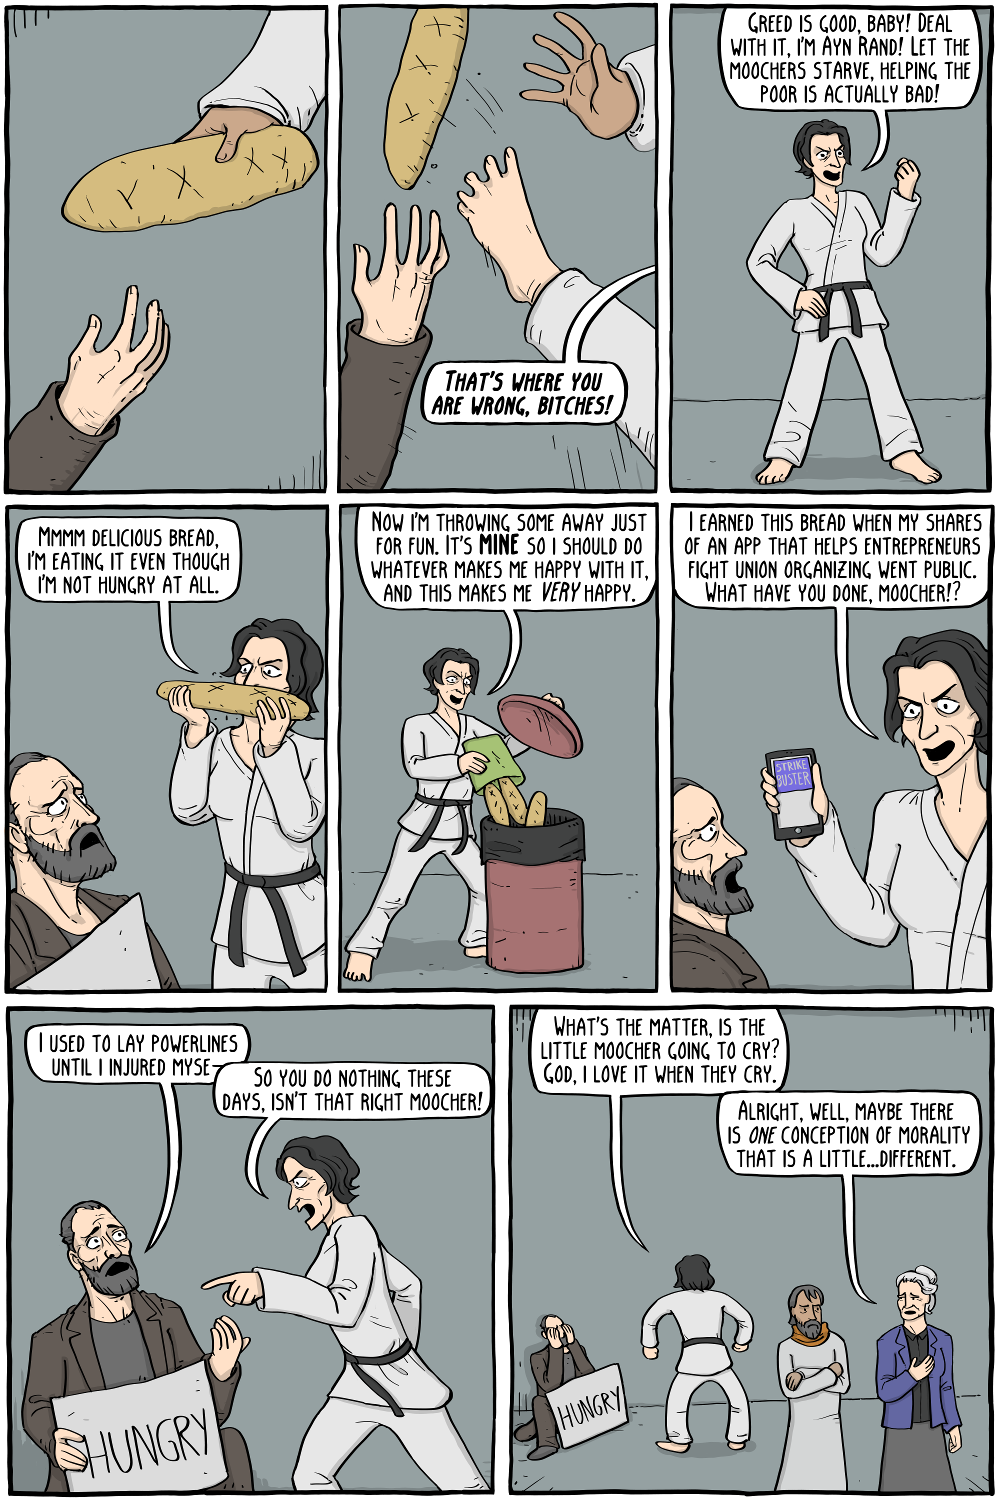 THAT'S WHERE YOU
ARE WRONG, BITCHES!
GREED IS GOOD, BABY! DEAL
WITH IT, I'M AYN RAND! LET THE
MOOCHERS STARVE, HELPING THE
POOR IS ACTUALLY BAD!
MMMM DELICIOUS BREAD,
I'M EATING IT EVEN THOUGH
I'M NOT HUNGRY AT ALL.
NOW I'M THROWING SOME AWAY JUST
FOR FUN. IT'S MINE SO I SHOULD DO
WHATEVER MAKES ME HAPPY WITH IT,
AND THIS MAKES ME VERY HAPPY.
I EARNED THIS BREAD WHEN MY SHARES
OF AN APP THAT HELPS ENTREPRENEURS
FIGHT UNION ORGANIZING WENT PUBLIC.
WHAT HAVE YOU DONE, MOOCHER!?
STRIKE
BUSTER
I USED TO LAY POWERLINES
UNTIL I INJURED MYSE-
SO YOU DO NOTHING THESE
DAYS, ISN'T THAT RIGHT MOOCHER!
HUNGRY
WHAT'S THE MATTER, IS THE
LITTLE MOOCHER GOING TO CRY?
GOD, I LOVE IT WHEN THEY CRY.
ALRIGHT, WELL, MAYBE THERE
IS ONE CONCEPTION OF MORALITY
THAT IS A LITTLE...DIFFERENT.
HUNGRY